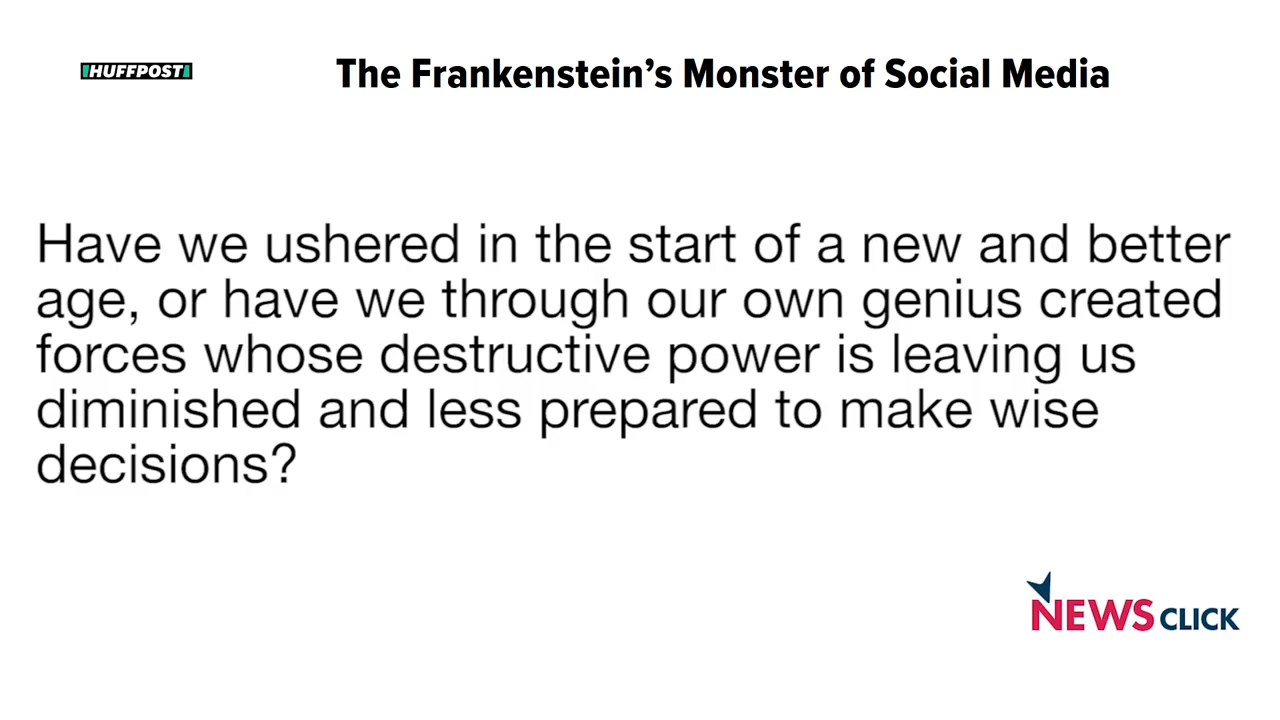 HUFFPOST
The Frankenstein’s Monster of Social Media
Have we ushered in the start of a new and better
age, or have we through our own genius created
forces whose destructive power is leaving us
diminished and less prepared to make wise
decisions?
NEWS CLICK